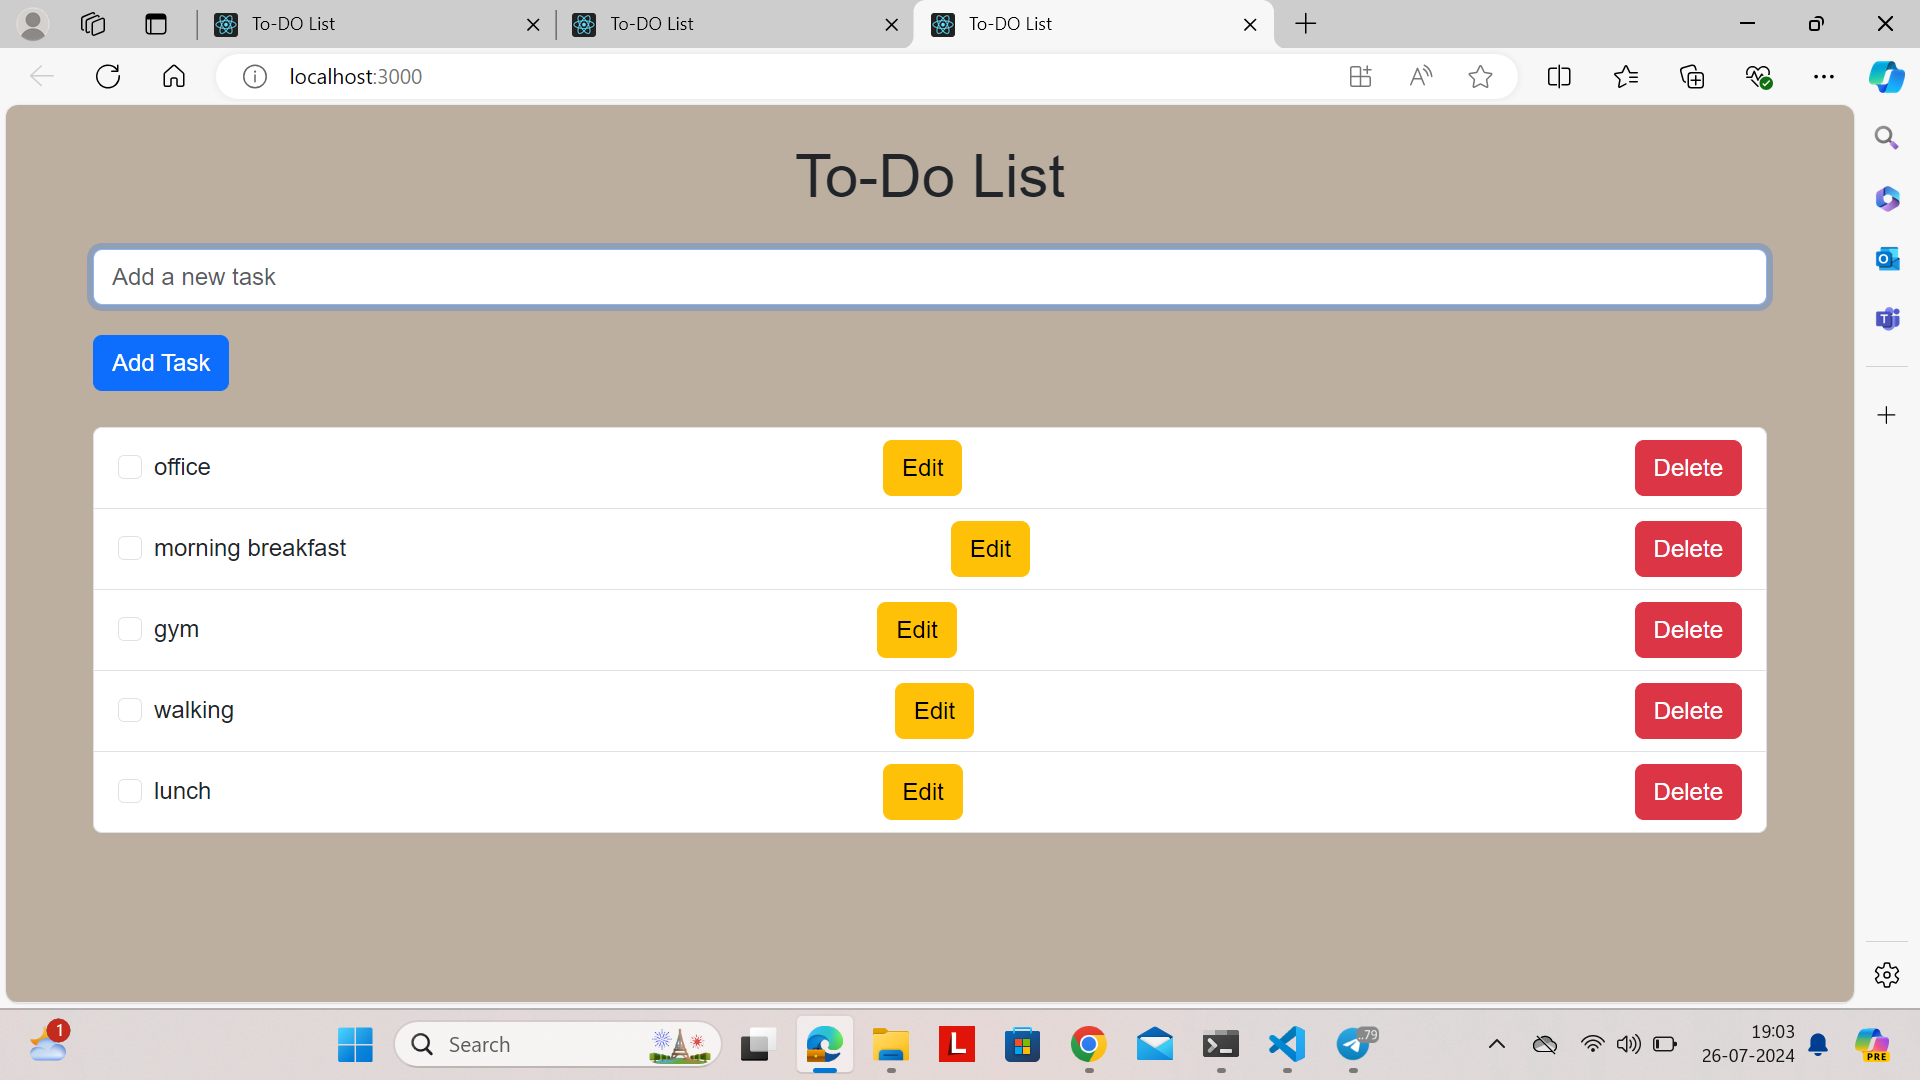 To-DO List
To-DO List
To-DO List
localhost:3000
To-Do List
Add a new task
Add Task
office Edit Delete
morning breakfast Edit Delete
gym Edit Delete
walking Edit Delete
lunch Edit Delete
1
Search
L
..79
19:03
26-07-2024
PRE